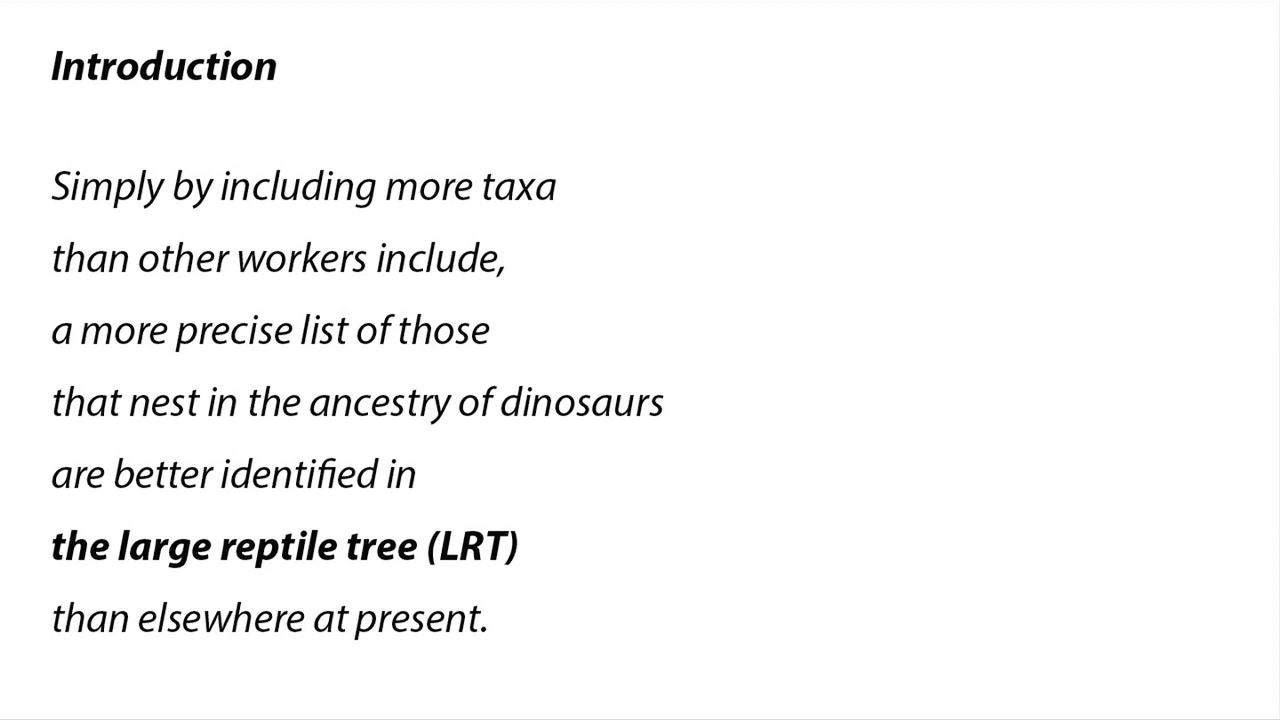 Introduction
Simply by including more taxa
than other workers include,
a more precise list of those
that nest in the ancestry of dinosaurs
are better identified in
the large reptile tree (LRT)
than elsewhere at present.